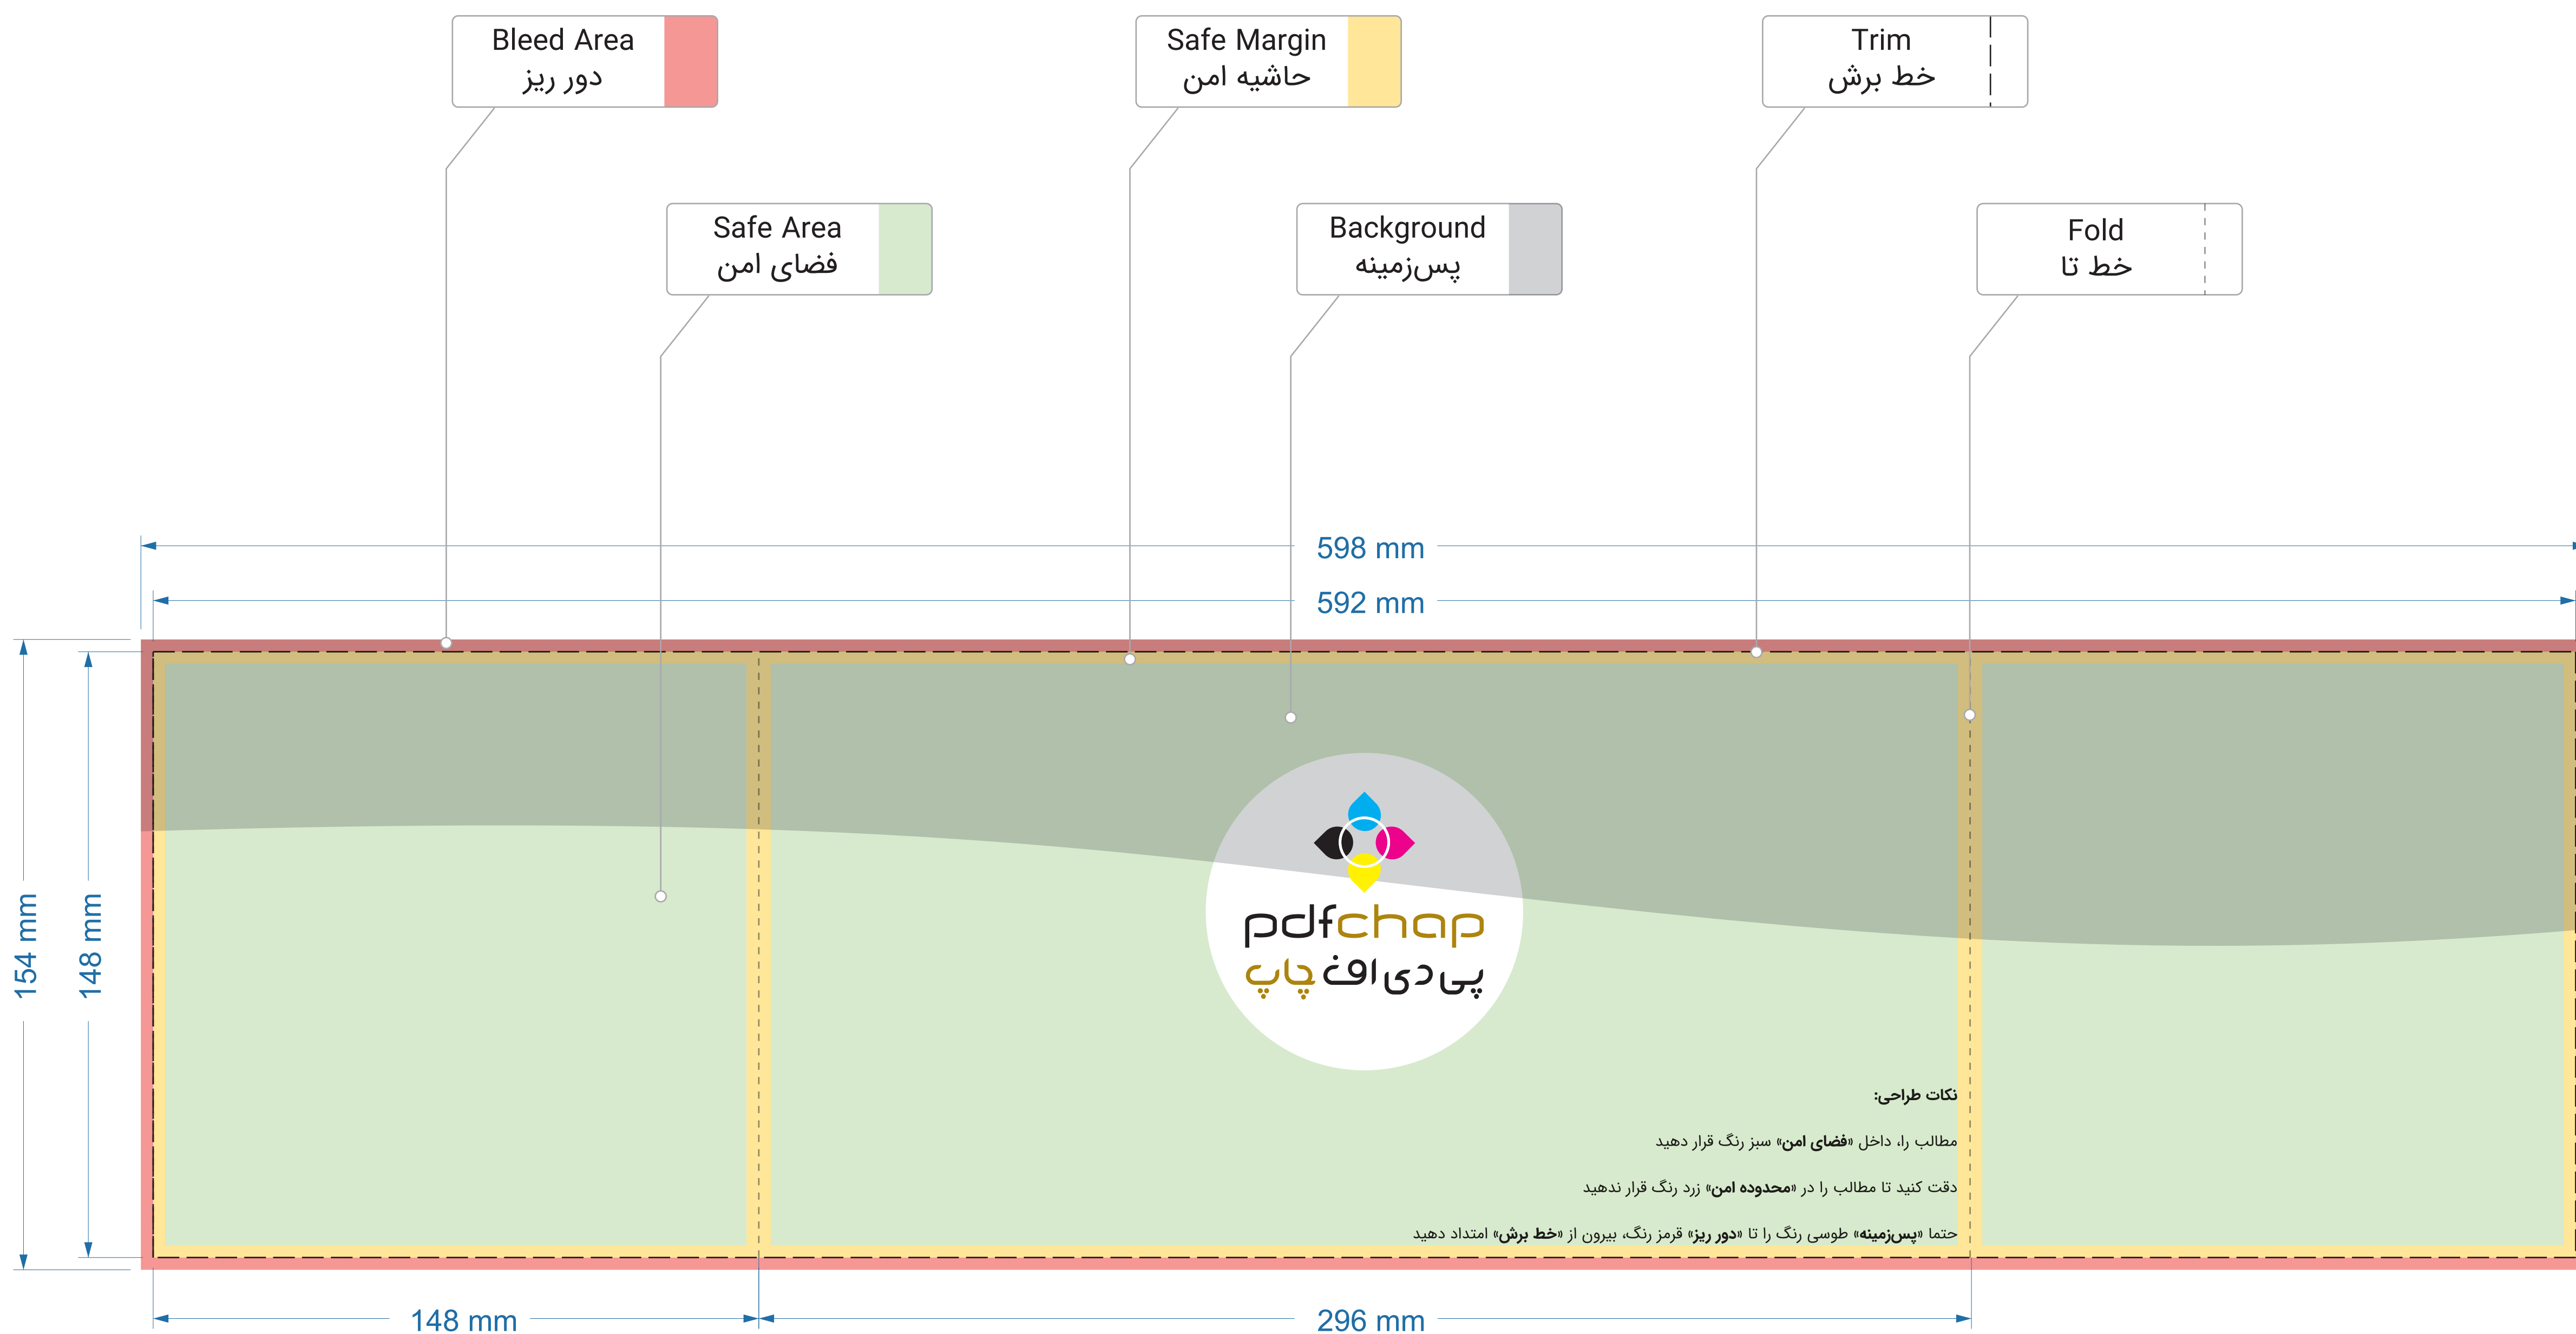 Bleed Area
دور ریز
Safe Margin
حاشیه امن
Trim
خط برش
Safe Area
فضای امن
Background
پس‌زمینه
Fold
خط تا
598 mm
592 mm
154 mm
148 mm
pdfchap
پی دی اف چاپ
نکات طراحی:
مطالب را، داخل «فضای امن» سبز رنگ قرار دهید
دقت کنید تا مطالب را در «محدوده امن» زرد رنگ قرار ندهید
حتما «پس‌زمینه» طوسی رنگ را تا «دور ریز» قرمز رنگ، بیرون از «خط برش» امتداد دهید
148 mm
296 mm